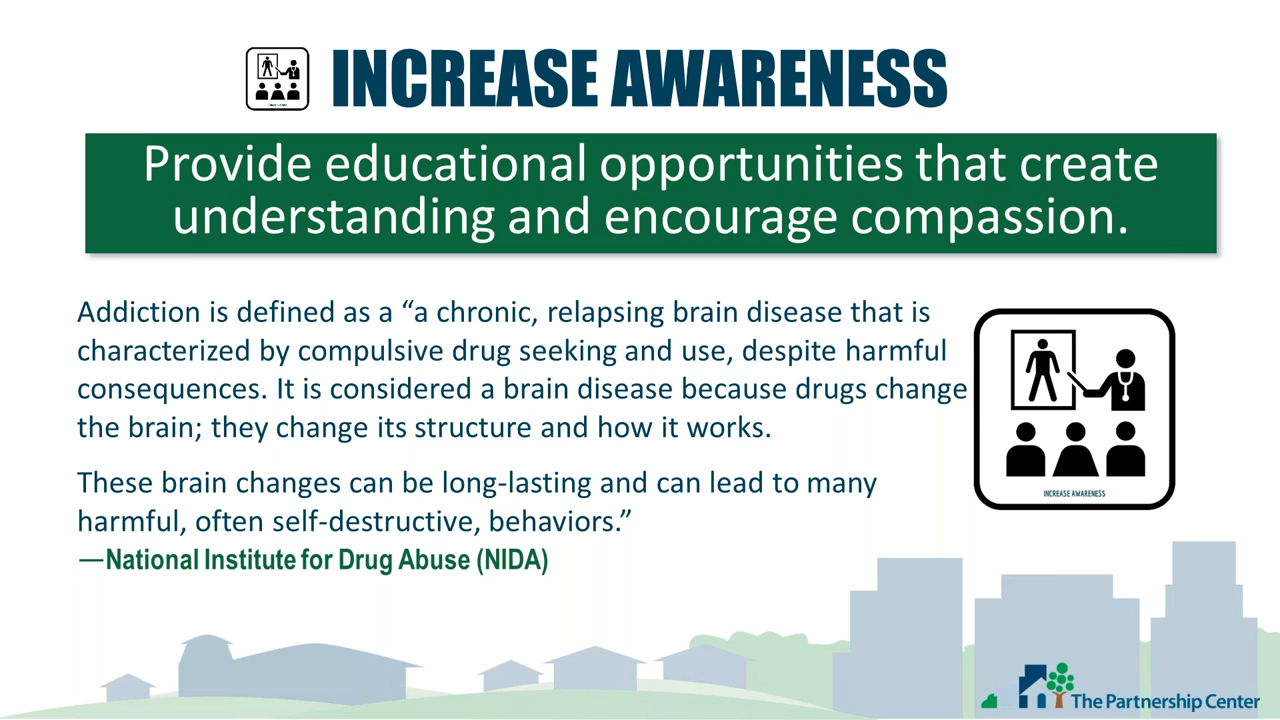 INCREASE AWARENESS
Provide educational opportunities that create
understanding and encourage compassion.
Addiction is defined as a “a chronic, relapsing brain disease that is
characterized by compulsive drug seeking and use, despite harmful
consequences. It is considered a brain disease because drugs change
the brain; they change its structure and how it works.
These brain changes can be long-lasting and can lead to many
harmful, often self-destructive, behaviors.”
—National Institute for Drug Abuse (NIDA)
INCREASE AWARENESS
The Partnership Center